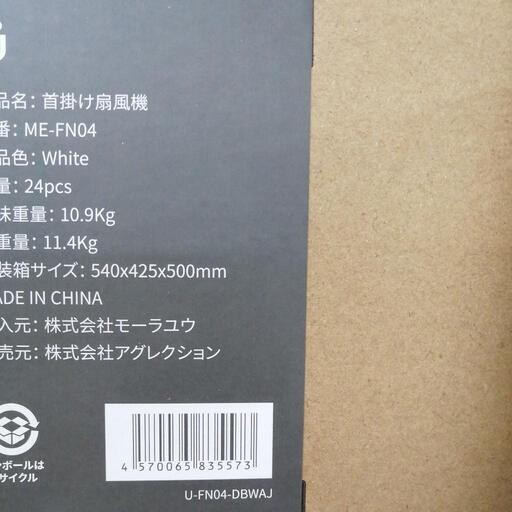 品名：首掛け扇風機
番：ME-FN04
品色：White
量：24pcs
味重量：10.9Kg
重量：11.4Kg
装箱サイズ：540x425x500mm
ADE IN CHINA
入元：株式会社モーラユウ
売元：株式会社アグレクション
ンボールは
サイクル
4 570065 835573
U-FN04-DBWAJ